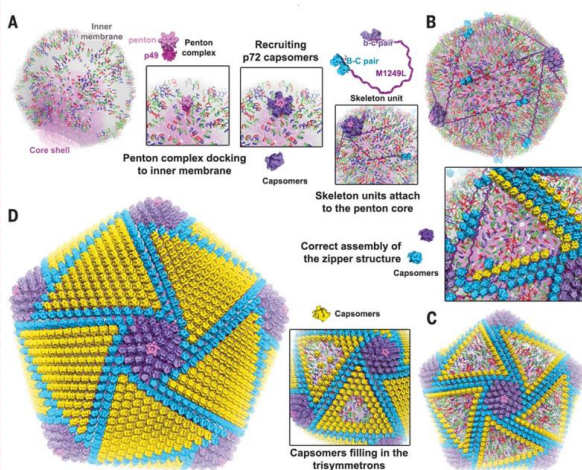 A
Inner
membrane
penton
p49
Penton
complex
Core shell
Penton complex docking
to inner membrane
Recruiting
p72 capsomers
Capsomers
b-c pair
B-C pair
M1249L
Skeleton unit
Skeleton units attach
to the penton core
B
Correct assembly of
the zipper structure
Capsomers
D
Capsomers
Capsomers filling in the
trisymmetrons
C